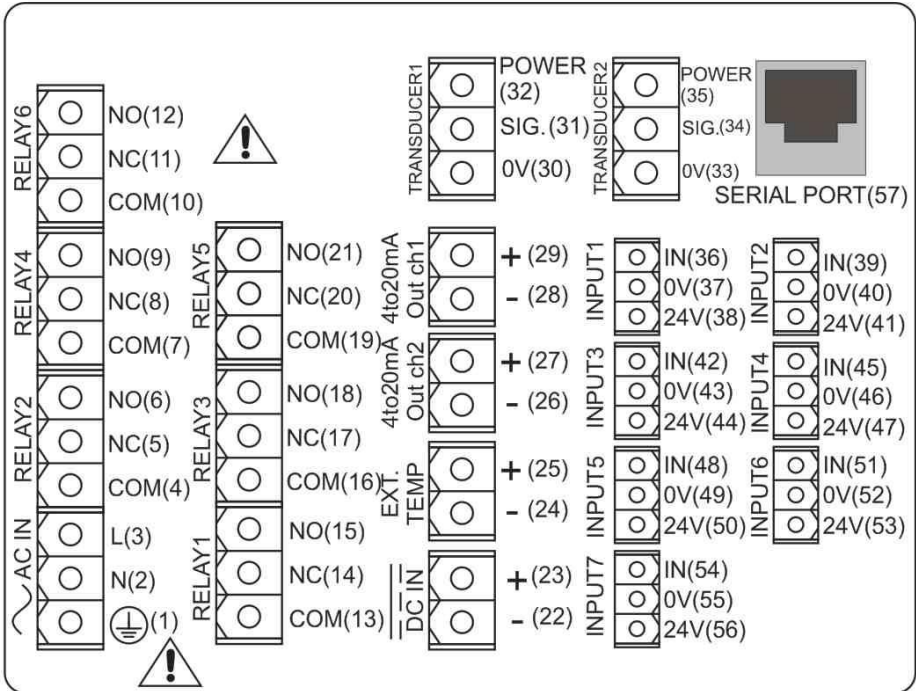 RELAY6
NO(12)
NC(11)
COM(10)
RELAY4
NO(9)
NC(8)
COM(7)
RELAY2
NO(6)
NC(5)
COM(4)
AC IN
L(3)
N(2)
(1)
RELAY5
NO(21)
NC(20)
COM(19)
RELAY3
NO(18)
NC(17)
COM(16)
RELAY1
NO(15)
NC(14)
COM(13)
TRANSDUCER1
POWER
(32)
SIG.(31)
0V(30)
TRANSDUCER2
POWER
(35)
SIG.(34)
0V(33)
SERIAL PORT(57)
4to20mA
Out ch1
+ (29)
- (28)
4to20mA
Out ch2
+ (27)
- (26)
EXT.
TEMP
+ (25)
- (24)
DC IN
+ (23)
- (22)
INPUT1
IN(36)
0V(37)
24V(38)
INPUT2
IN(39)
0V(40)
24V(41)
INPUT3
IN(42)
0V(43)
24V(44)
INPUT4
IN(45)
0V(46)
24V(47)
INPUT5
IN(48)
0V(49)
24V(50)
INPUT6
IN(51)
0V(52)
24V(53)
INPUT7
IN(54)
0V(55)
24V(56)